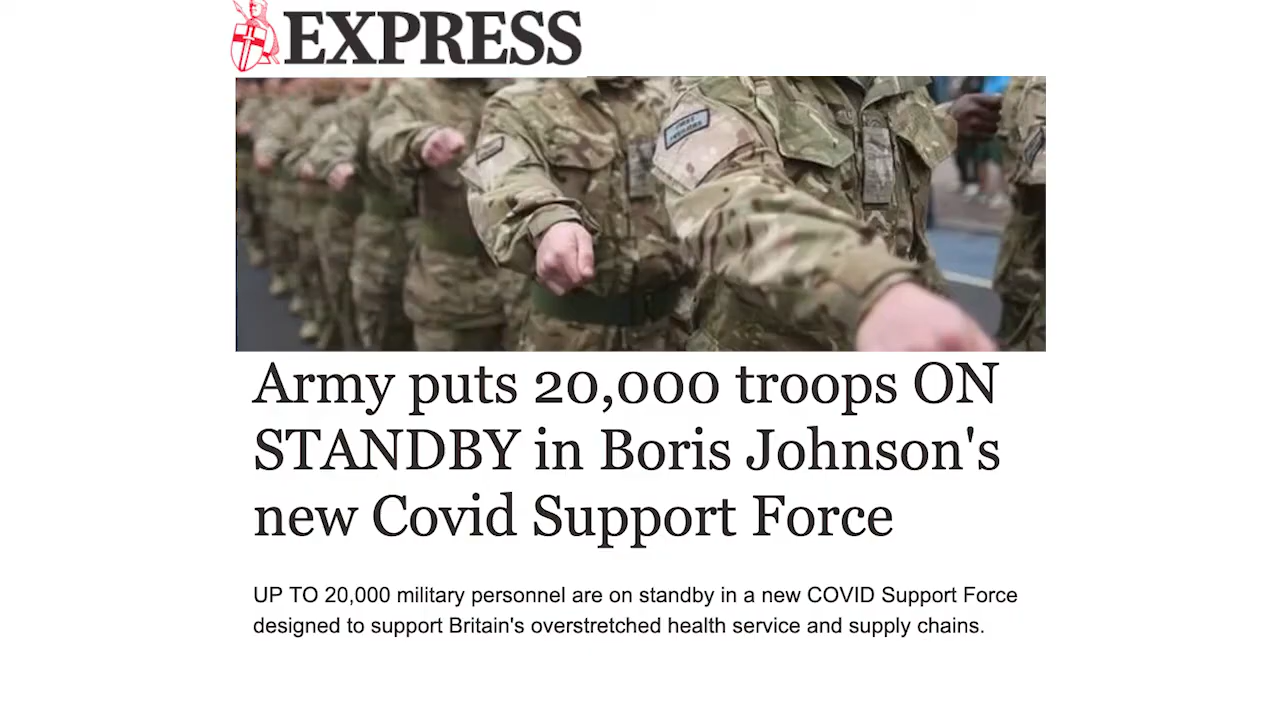 EXPRESS
Army puts 20,000 troops ON
STANDBY in Boris Johnson's
new Covid Support Force
UP TO 20,000 military personnel are on standby in a new COVID Support Force
designed to support Britain's overstretched health service and supply chains.